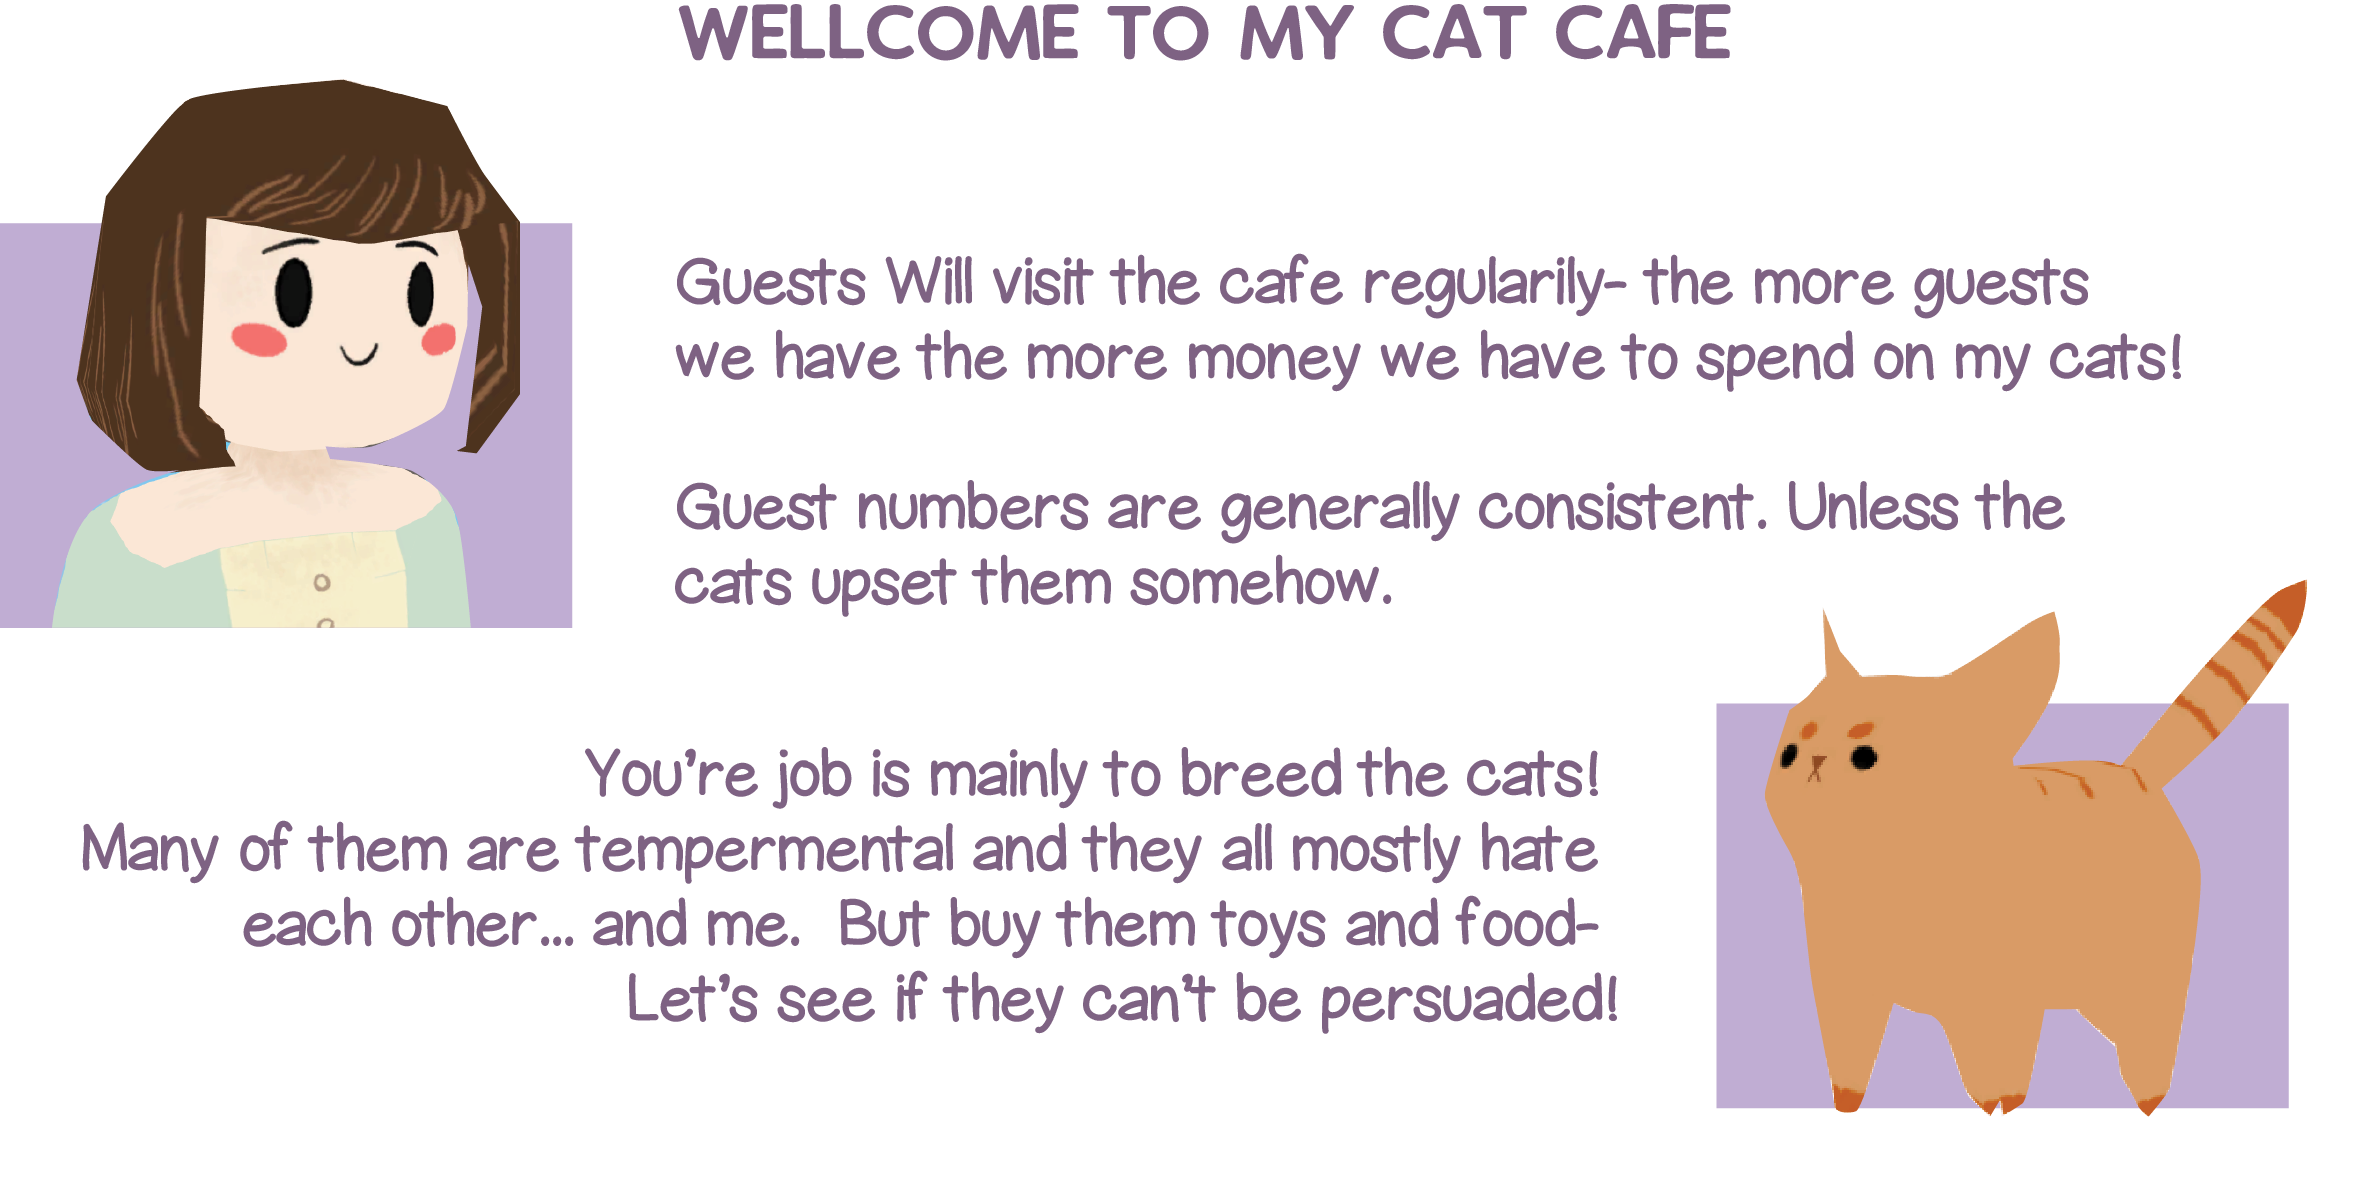 WELLCOME TO MY CAT CAFE
Guests Will visit the cafe regularily- the more guests
we have the more money we have to spend on my cats!
Guest numbers are generally consistent. Unless the
cats upset them somehow.
You're job is mainly to breed the cats!
Many of them are tempermental and they all mostly hate
each other... and me.  But buy them toys and food-
Let's see if they can't be persuaded!